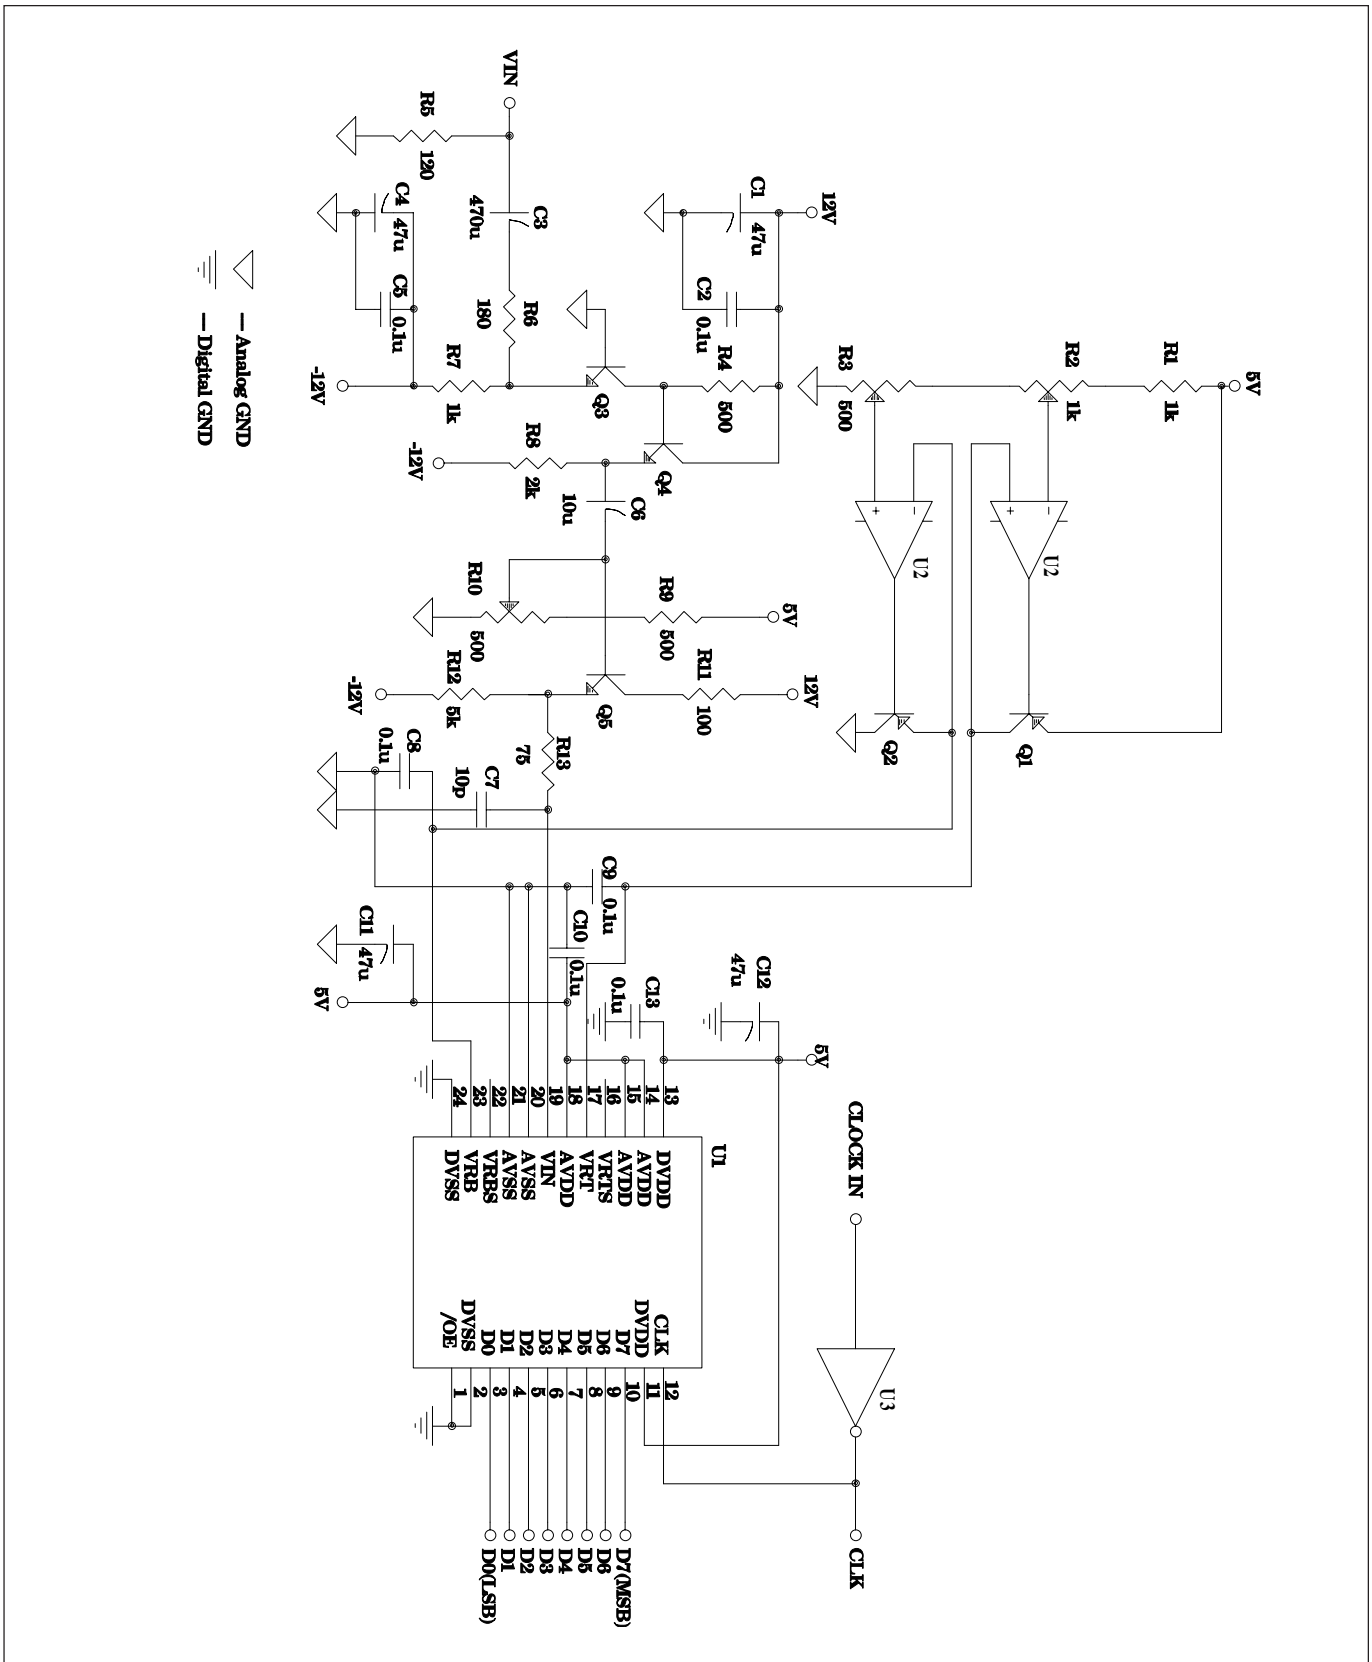 VIN
R5
120
C4
47u
C5
0.1u
470u
C3
R6
180
R7
1k
-12V
Q3
C1
47u
12V
C2
0.1u
R4
500
R8
2k
-12V
Q4
10u
C6
R3
500
R2
1k
R1
1k
5V
+
-
U2
+
-
U2
Q2
Q1
R10
500
R9
500
5V
R12
5k
-12V
R11
100
12V
Q5
R13
75
C8
0.1u
C7
10p
C9
0.1u
C10
0.1u
C11
47u
5V
C13
0.1u
C12
47u
5V
— Analog GND
— Digital GND
U1
13
14
15
16
17
18
19
20
21
22
23
24
DVDD
AVDD
AVDD
VRTS
VRT
AVDD
VIN
AVSS
AVSS
VRBS
VRB
DVSS
CLK
DVDD
D7
D6
D5
D4
D3
D2
D1
D0
DVSS
/OE
12
11
10
9
8
7
6
5
4
3
2
1
CLOCK IN
U3
CLK
D7(MSB)
D6
D5
D4
D3
D2
D1
D0(LSB)